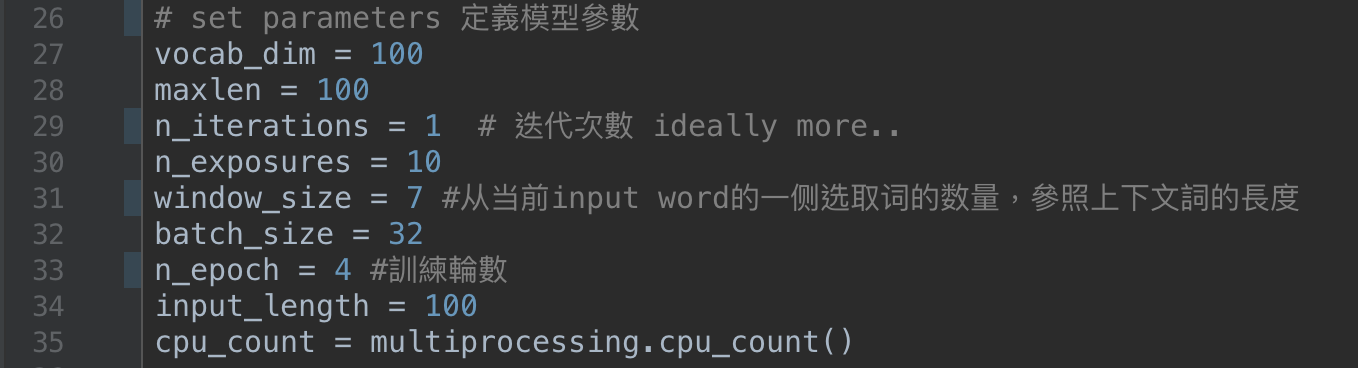 26 # set parameters 定義模型參數
27 vocab_dim = 100
28 maxlen = 100
29 n_iterations = 1  # 迭代次數 ideally more..
30 n_exposures = 10
31 window_size = 7 #从当前input word的一侧选取词的数量，參照上下文詞的長度
32 batch_size = 32
33 n_epoch = 4 #訓練輪數
34 input_length = 100
35 cpu_count = multiprocessing.cpu_count()